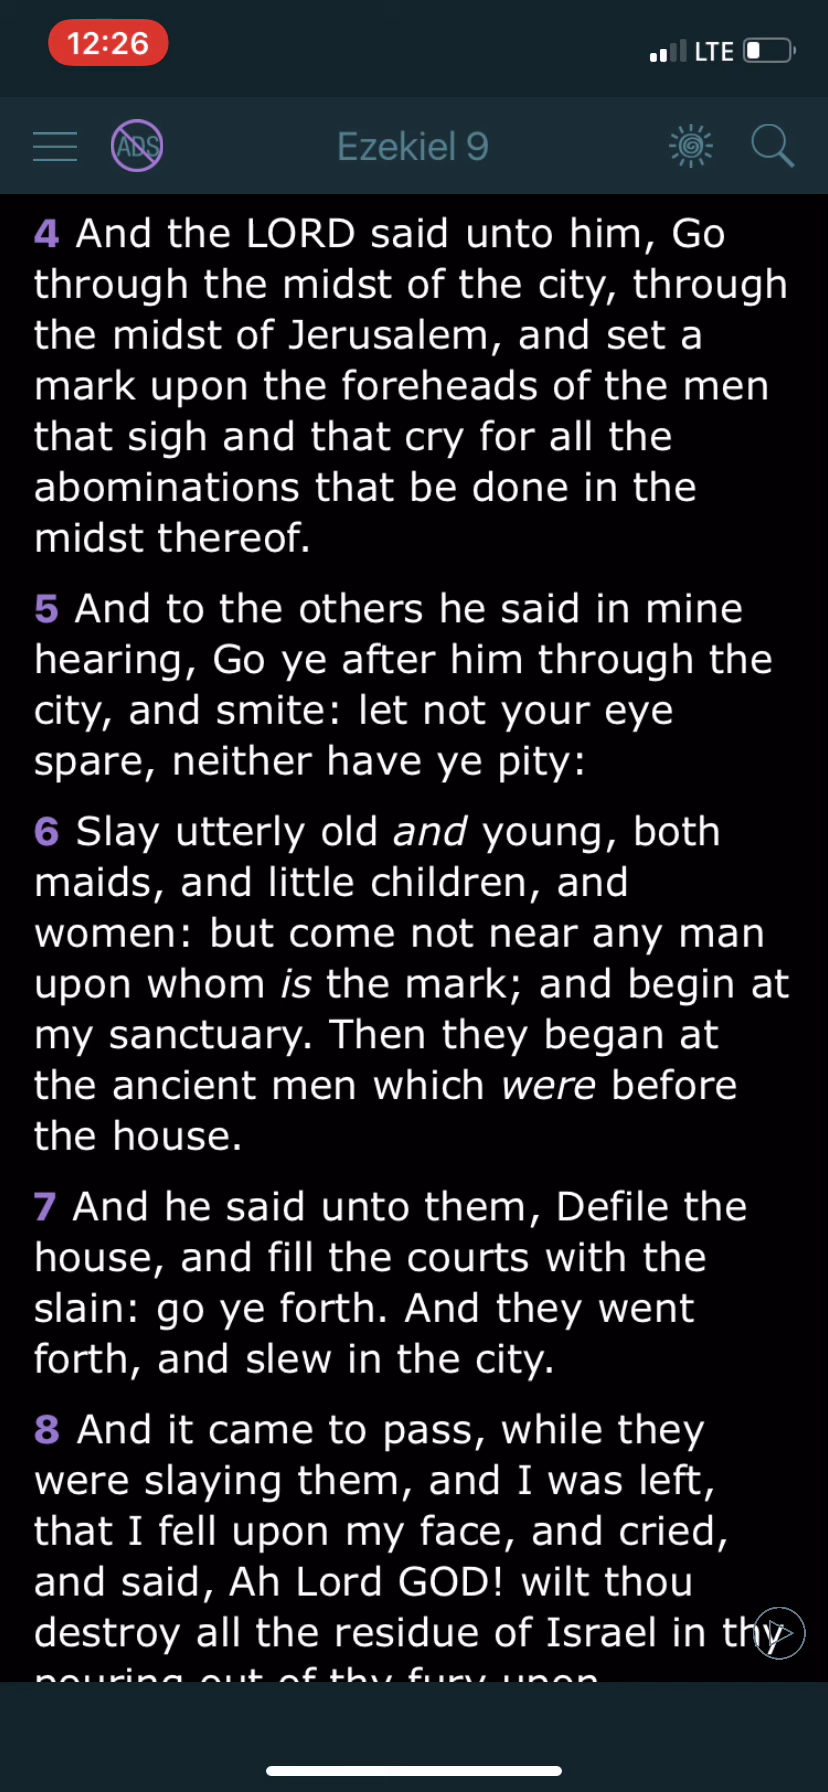 12:26
LTE
ADS
Ezekiel 9
4 And the LORD said unto him, Go
through the midst of the city, through
the midst of Jerusalem, and set a
mark upon the foreheads of the men
that sigh and that cry for all the
abominations that be done in the
midst thereof.
5 And to the others he said in mine
hearing, Go ye after him through the
city, and smite: let not your eye
spare, neither have ye pity:
6 Slay utterly old and young, both
maids, and little children, and
women: but come not near any man
upon whom is the mark; and begin at
my sanctuary. Then they began at
the ancient men which were before
the house.
7 And he said unto them, Defile the
house, and fill the courts with the
slain: go ye forth. And they went
forth, and slew in the city.
8 And it came to pass, while they
were slaying them, and I was left,
that I fell upon my face, and cried,
and said, Ah Lord GOD! wilt thou
destroy all the residue of Israel in thy
pouring out of thy fury upon